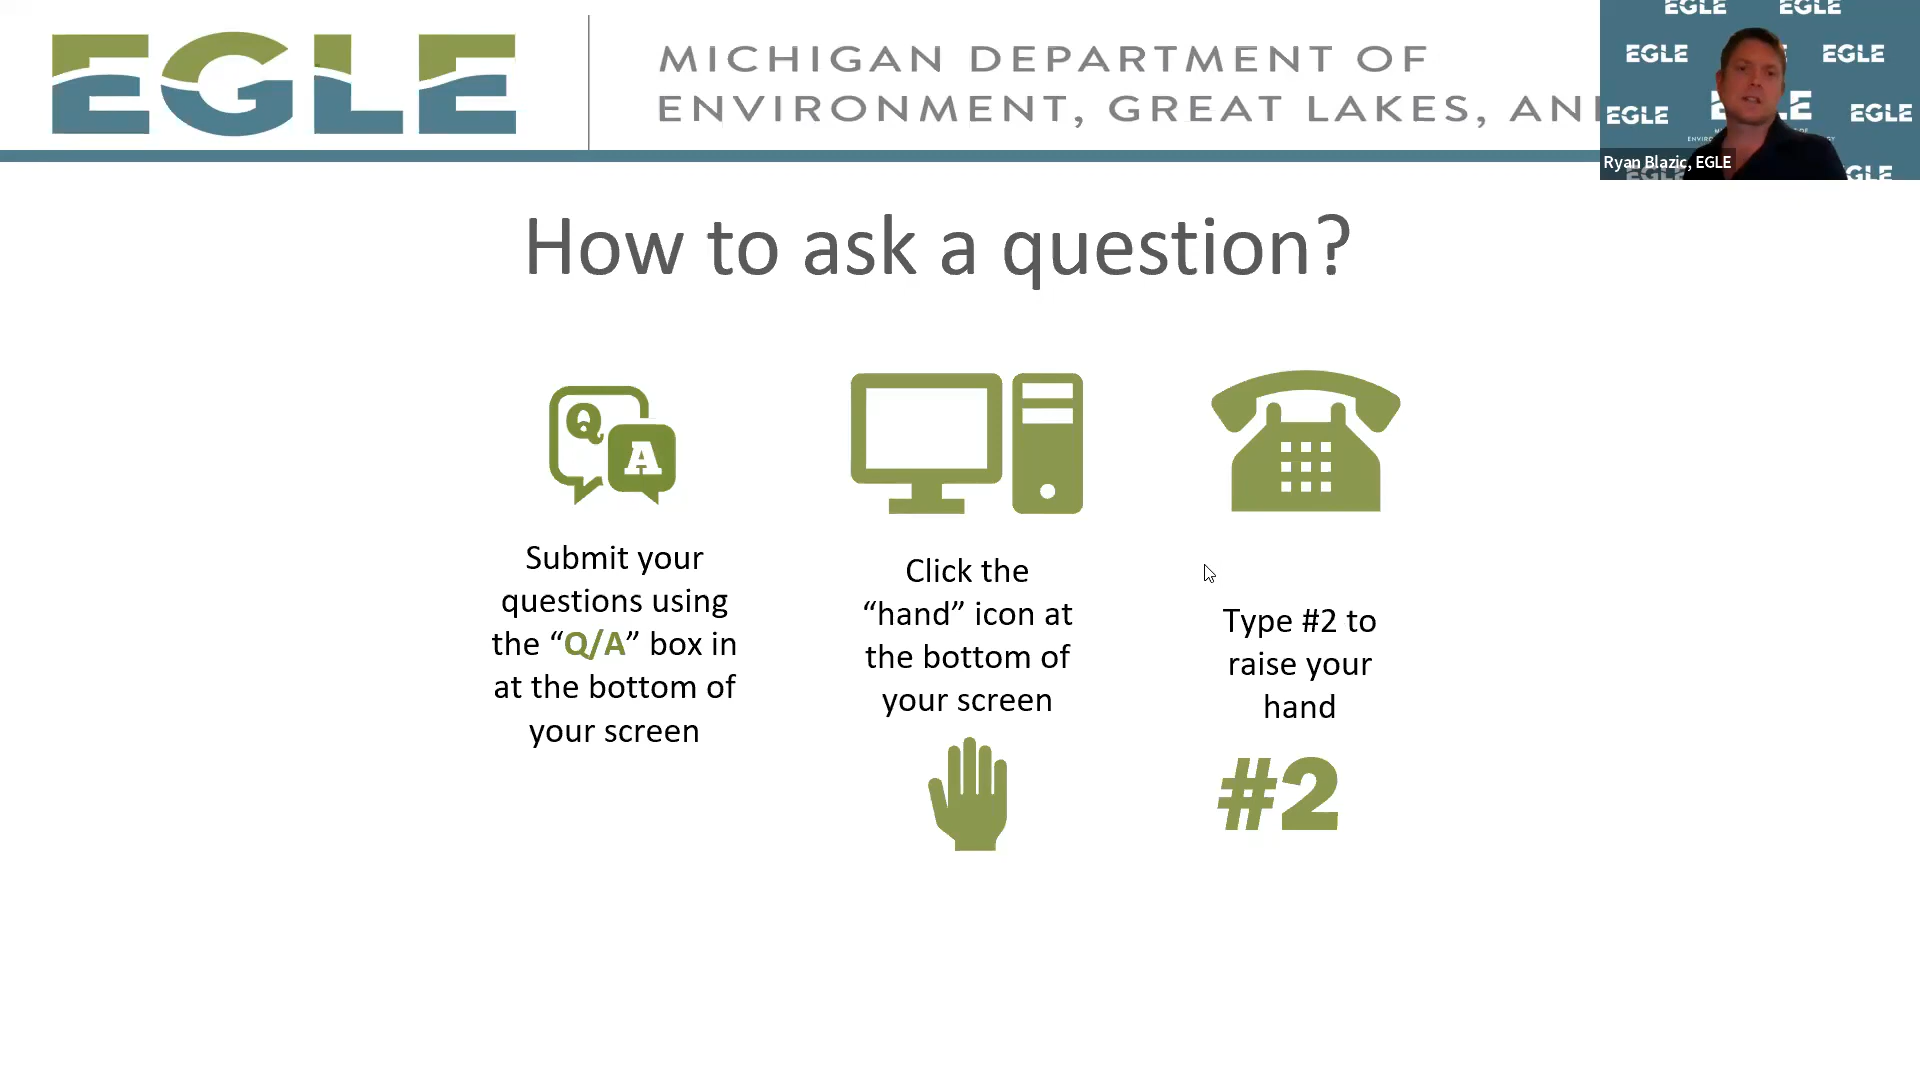 EGLE
MICHIGAN DEPARTMENT OF
ENVIRONMENT, GREAT LAKES, AN
EGLE EGLE
EGLE EGLE
EGLE EGLE
Ryan Blazic, EGLE
How to ask a question?
Q
A
Submit your
questions using
the “Q/A” box in
at the bottom of
your screen
Click the
“hand” icon at
the bottom of
your screen
Type #2 to
raise your
hand
#2